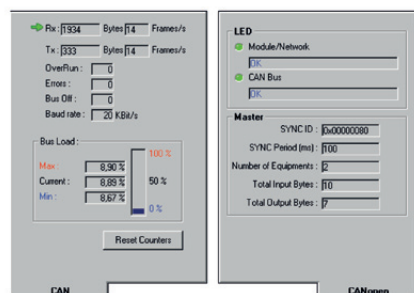 Rx : 1934 Bytes 14 Frames/s
Tx : 333 Bytes 14 Frames/s
OverRun : 0
Errors : 0
Bus Off : 0
Baud rate : 20 KBit/s
Bus Load :
100 %
Max : 8,90 %
Current : 8,89 % 50 %
Min : 8,67 % 0 %
Reset Counters
CAN
LED
Module/Network
OK
CAN Bus
OK
Master
SYNC ID : 0x00000080
SYNC Period (ms) : 100
Number of Equipments : 2
Total Input Bytes : 10
Total Output Bytes : 7
CANopen